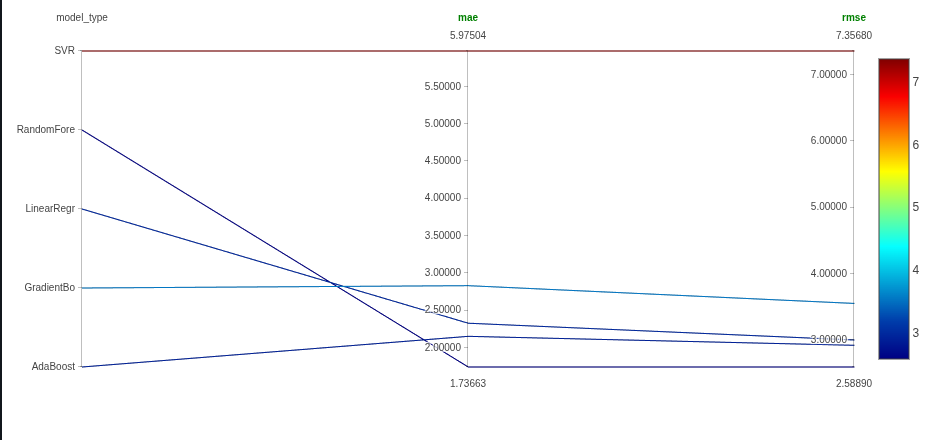 model_type
mae
rmse
5.97504
7.35680
SVR
RandomFore
LinearRegr
GradientBo
AdaBoost
5.50000
5.00000
4.50000
4.00000
3.50000
3.00000
2.50000
2.00000
1.73663
7.00000
6.00000
5.00000
4.00000
3.00000
2.58890
7
6
5
4
3